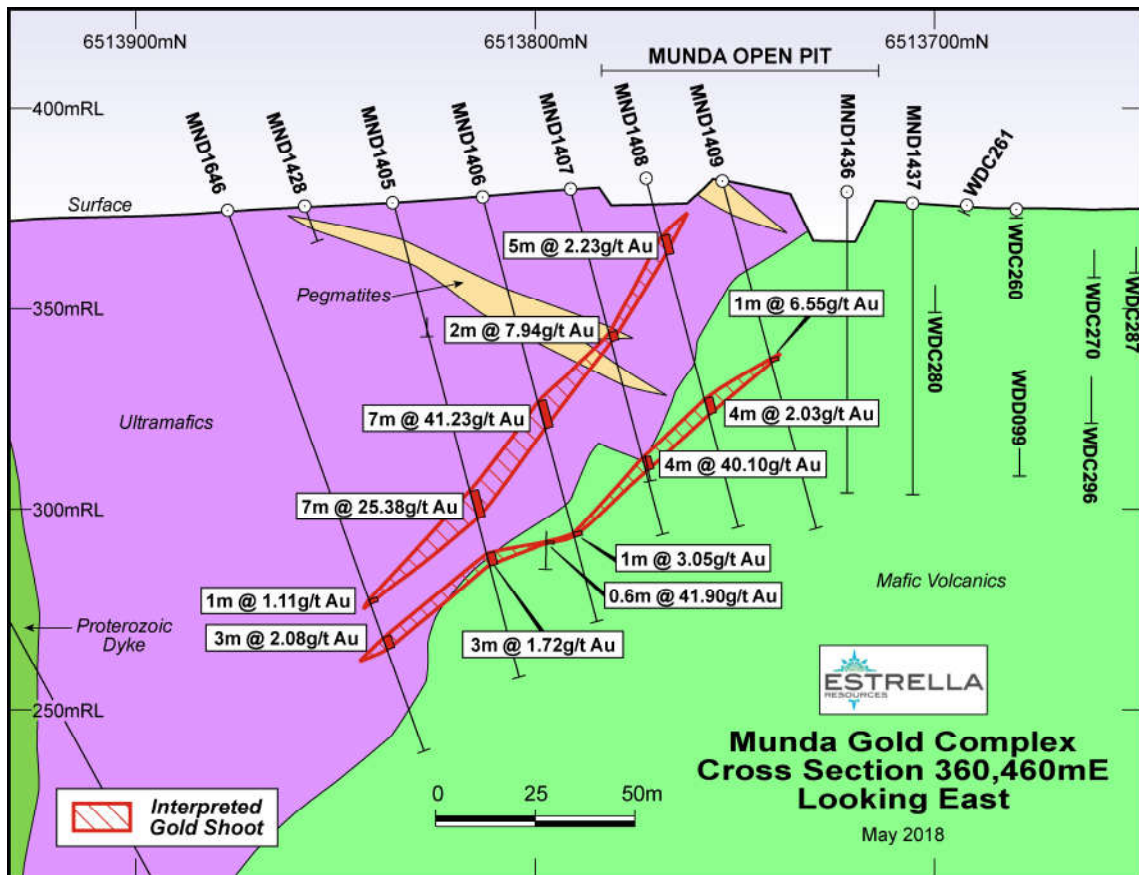 6513900mN
6513800mN
6513700mN
MUNDA OPEN PIT
400mRL
MND1646
MND1428
MND1405
MND1406
MND1407
MND1408
MND1409
MND1436
MND1437
WDC261
Surface
5m @ 2.23g/t Au
WDC260
Pegmatites
1m @ 6.55g/t Au
350mRL
WDC270
WDC287
2m @ 7.94g/t Au
WDC280
Ultramafics
7m @ 41.23g/t Au
4m @ 2.03g/t Au
WDD099
WDC296
4m @ 40.10g/t Au
7m @ 25.38g/t Au
300mRL
1m @ 3.05g/t Au
Mafic Volcanics
1m @ 1.11g/t Au
0.6m @ 41.90g/t Au
Proterozoic
Dyke
3m @ 2.08g/t Au
3m @ 1.72g/t Au
ESTRELLA
RESOURCES
250mRL
Munda Gold Complex
Cross Section 360,460mE
Looking East
May 2018
Interpreted
Gold Shoot
0 25 50m